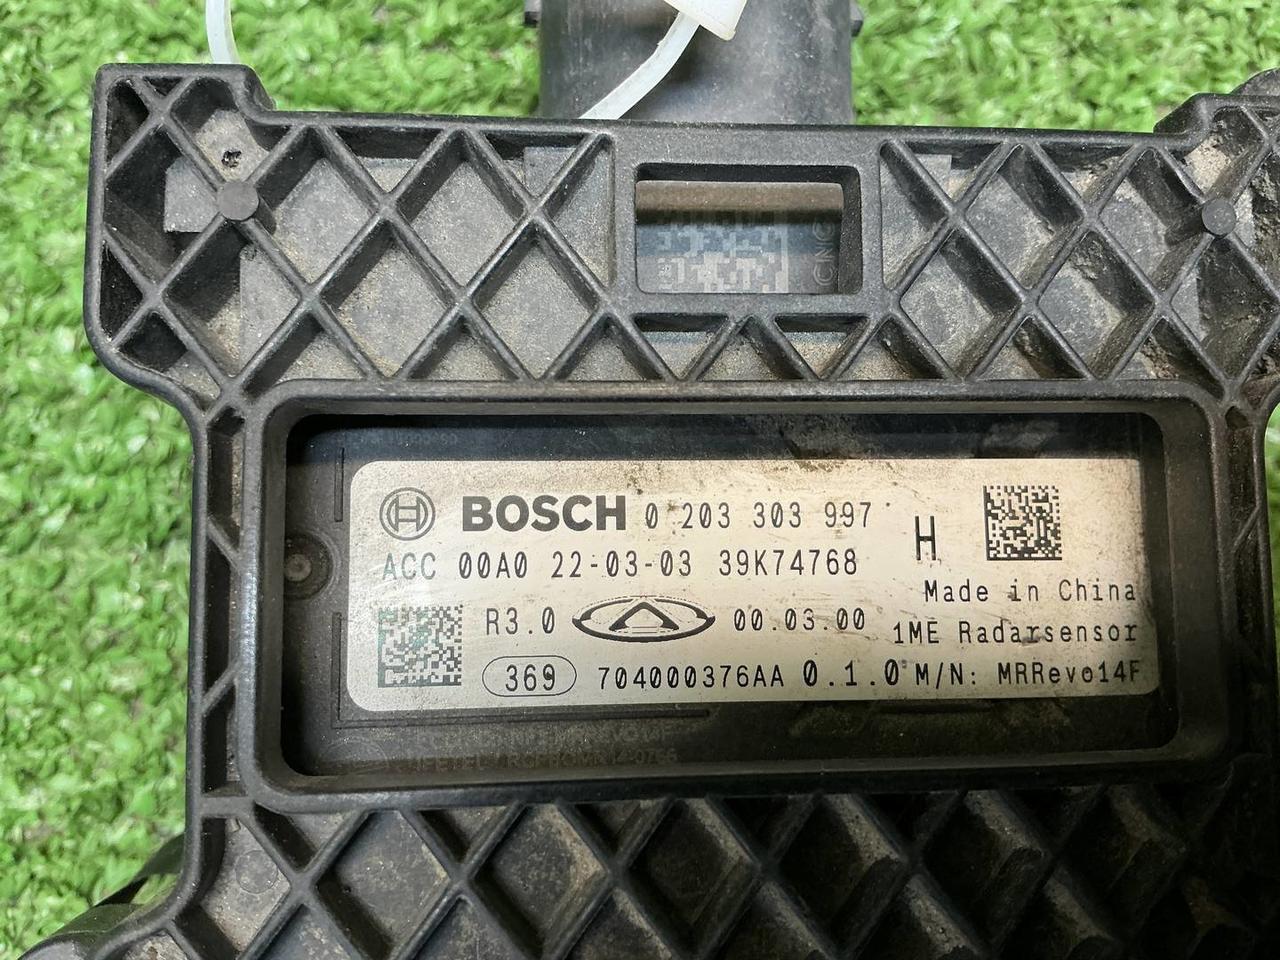 BOSCH 0 203 303 997
H
ACC 00A0 22-03-03 39K74768
Made in China
R3.0 00.03.00
1ME Radarsensor
369 704000376AA 0.1.0 M/N: MRRevo14F